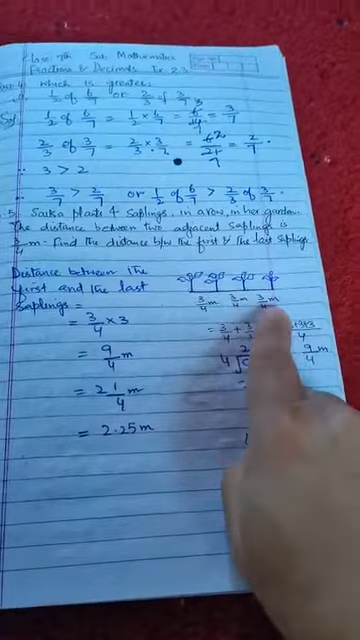 Class 7th Sub. Mathematics
Fractions & Decimals Ex 2.3
which is greater:
1/2 of 6/7 or 2/3 of 3/7
Sol 1/2 of 6/7 = 1/2 × 6/7 = 6/14 = 3/7
2/3 of 3/7 = 2/3 × 3/7 = 6/21 = 2/7
∴ 3 > 2
∴ 3/7 > 2/7 or 1/2 of 6/7 > 2/3 of 3/7.
5. Saika plants 4 Saplings, in a row, in her garden.
The distance between two adjacent Saplings is
3/4 m. Find the distance b/w the first & the last Sapling.
Distance between the
first end the last
Saplings =
= 3/4 × 3
= 9/4 m
= 2 1/4 m
= 2.25 m
3/4 m 3/4 m 3/4 m
= 3/4 +
9/4 m